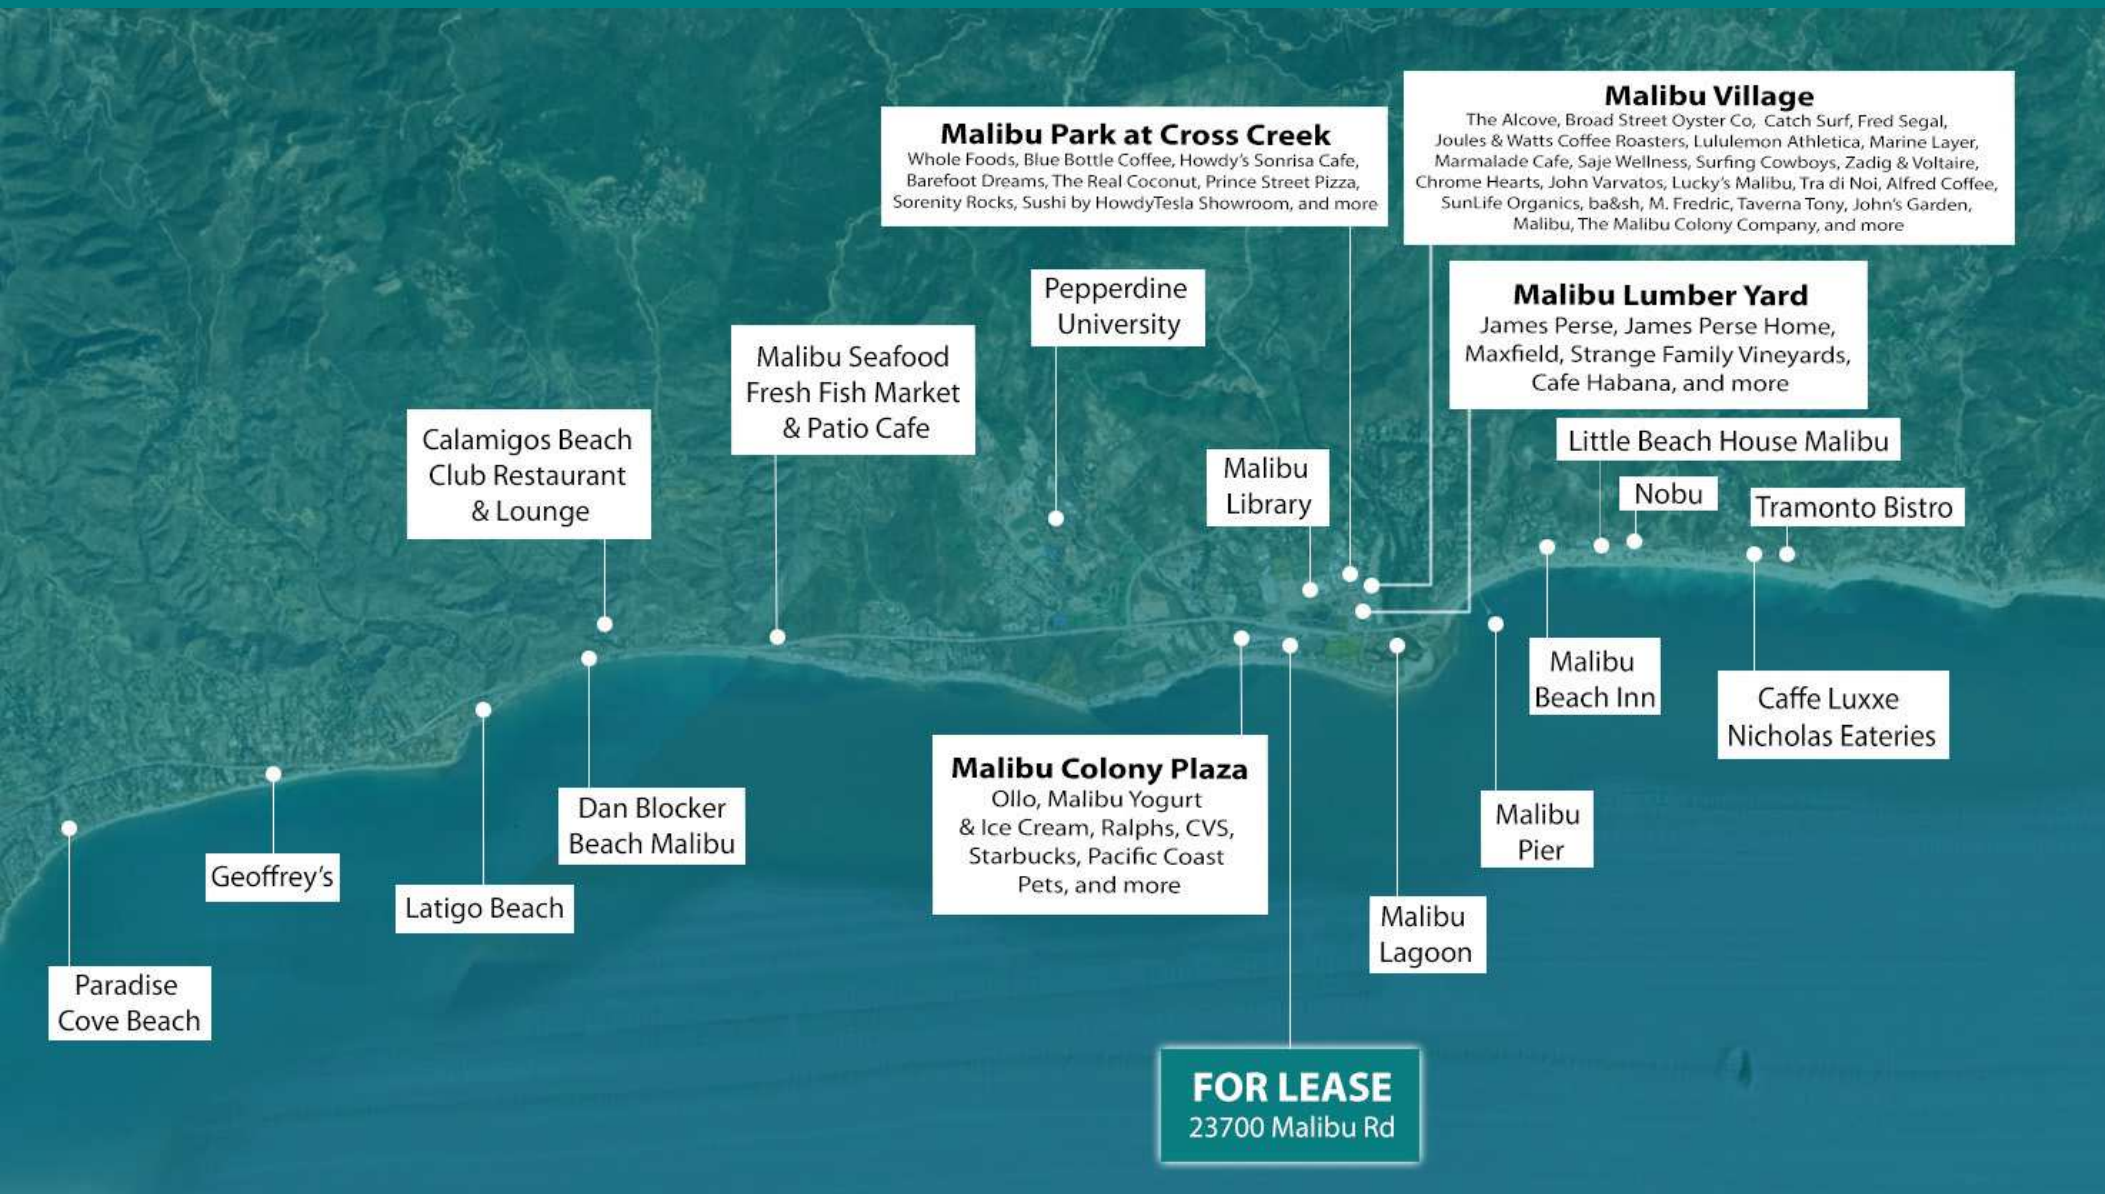 Malibu Village
The Alcove, Broad Street Oyster Co, Catch Surf, Fred Segal,
Joules & Watts Coffee Roasters, Lululemon Athletica, Marine Layer,
Marmalade Cafe, Saje Wellness, Surfing Cowboys, Zadig & Voltaire,
Chrome Hearts, John Varvatos, Lucky's Malibu, Tra di Noi, Alfred Coffee,
SunLife Organics, ba&sh, M. Fredric, Taverna Tony, John's Garden,
Malibu, The Malibu Colony Company, and more
Malibu Park at Cross Creek
Whole Foods, Blue Bottle Coffee, Howdy's Sonrisa Cafe,
Barefoot Dreams, The Real Coconut, Prince Street Pizza,
Sorenity Rocks, Sushi by HowdyTesla Showroom, and more
Pepperdine
University
Malibu Lumber Yard
James Perse, James Perse Home,
Maxfield, Strange Family Vineyards,
Cafe Habana, and more
Malibu Seafood
Fresh Fish Market
& Patio Cafe
Calamigos Beach
Club Restaurant
& Lounge
Malibu
Library
Little Beach House Malibu
Nobu
Tramonto Bistro
Malibu
Beach Inn
Caffe Luxxe
Nicholas Eateries
Malibu Colony Plaza
Ollo, Malibu Yogurt
& Ice Cream, Ralphs, CVS,
Starbucks, Pacific Coast
Pets, and more
Malibu
Pier
Dan Blocker
Beach Malibu
Geoffrey's
Latigo Beach
Malibu
Lagoon
Paradise
Cove Beach
FOR LEASE
23700 Malibu Rd